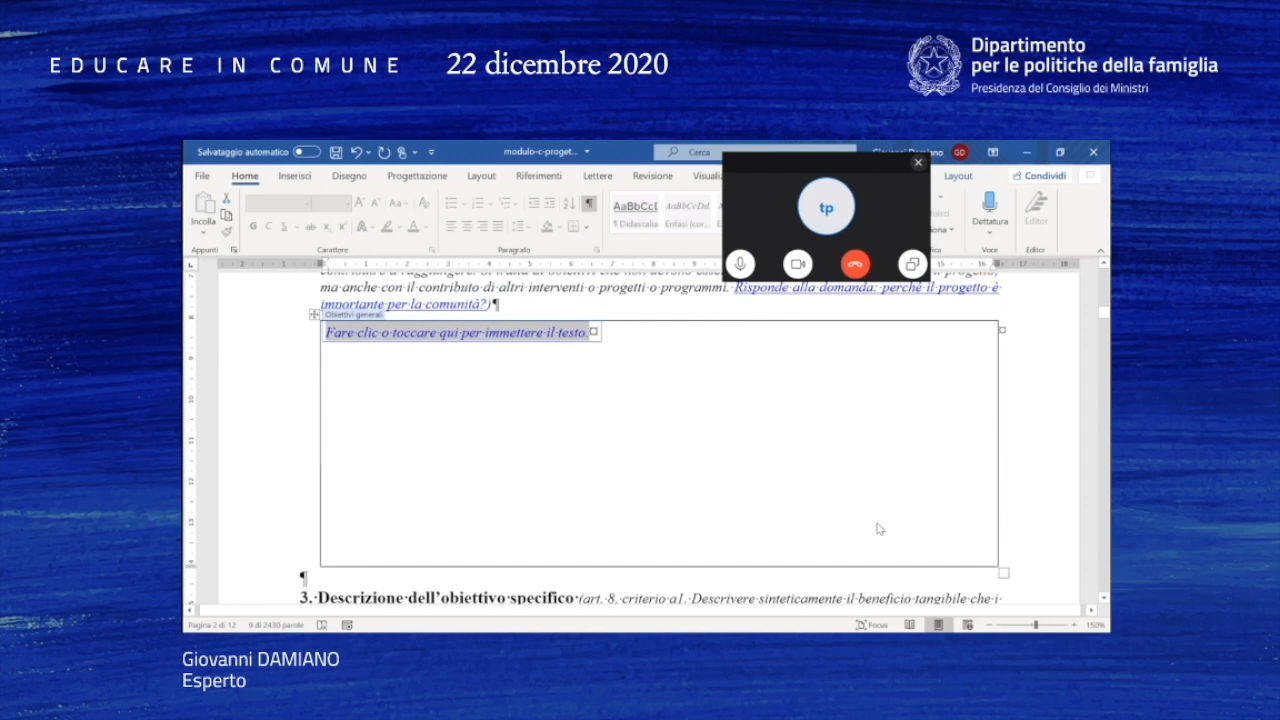 EDUCARE IN COMUNE
22 dicembre 2020
Dipartimento
per le politiche della famiglia
Presidenza del Consiglio dei Ministri
Salvataggio automatico
modulo-c-proget...
Cerca
GD
File Home Inserisci Disegno Progettazione Layout Riferimenti Lettere Revisione Layout Condividi
tp
Incolla
AaBbCcI AaBbCcDd
¶ Didascalia Enfasi (cor...
Dettatura
Editor
Appunti
Carattere
Paragrafo
Voce
Editor
ma anche con il contributo di altri interventi o progetti o programmi. Risponde alla domanda: perché il progetto è
importante per la comunità?)¶
Obiettivi generali
Fare clic o toccare qui per immettere il testo.
¶
3. Descrizione dell'obiettivo specifico (art. 8, criterio a1. Descrivere sinteticamente il beneficio tangibile che i
Pagina 2 di 12 9 di 2430 parole
Focus
150%
Giovanni DAMIANO
Esperto